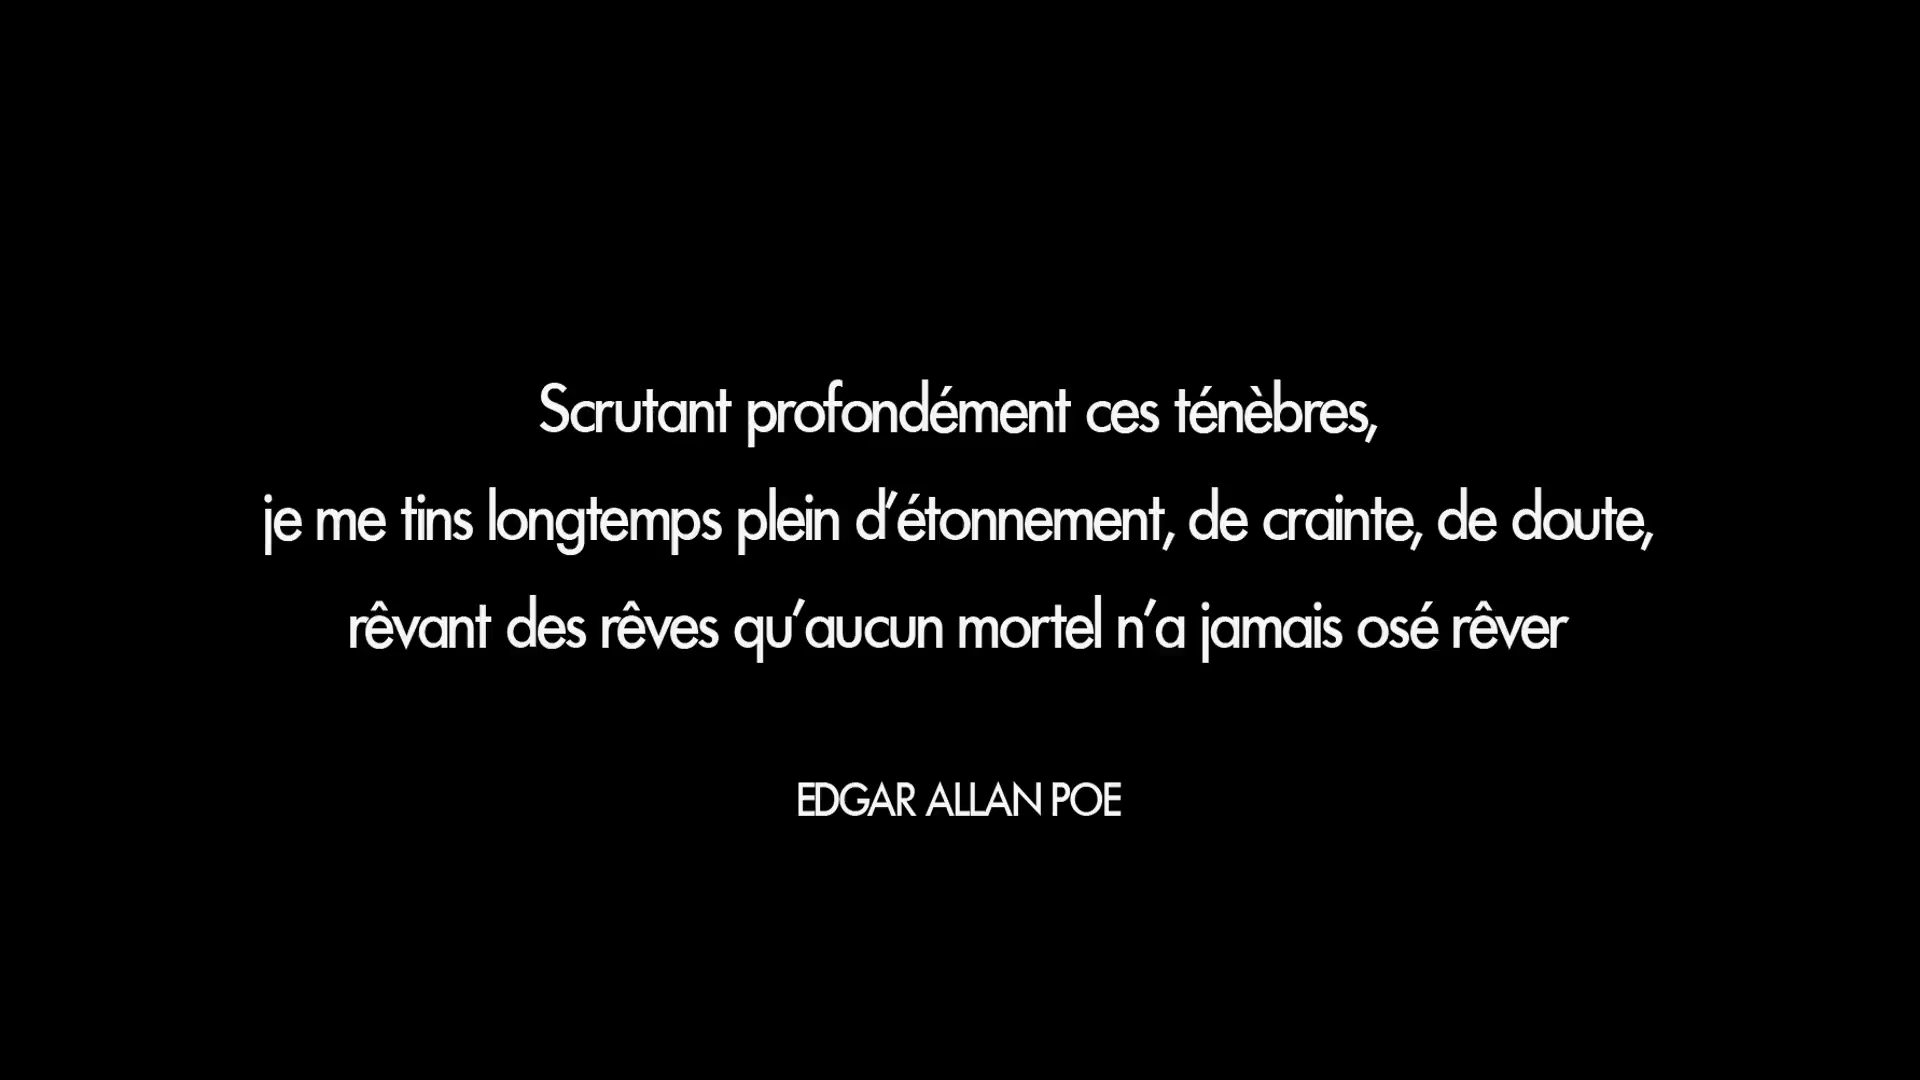 Scrutant profondément ces ténèbres,
je me tins longtemps plein d’étonnement, de crainte, de doute,
rêvant des rêves qu’aucun mortel n’a jamais osé rêver
EDGAR ALLAN POE